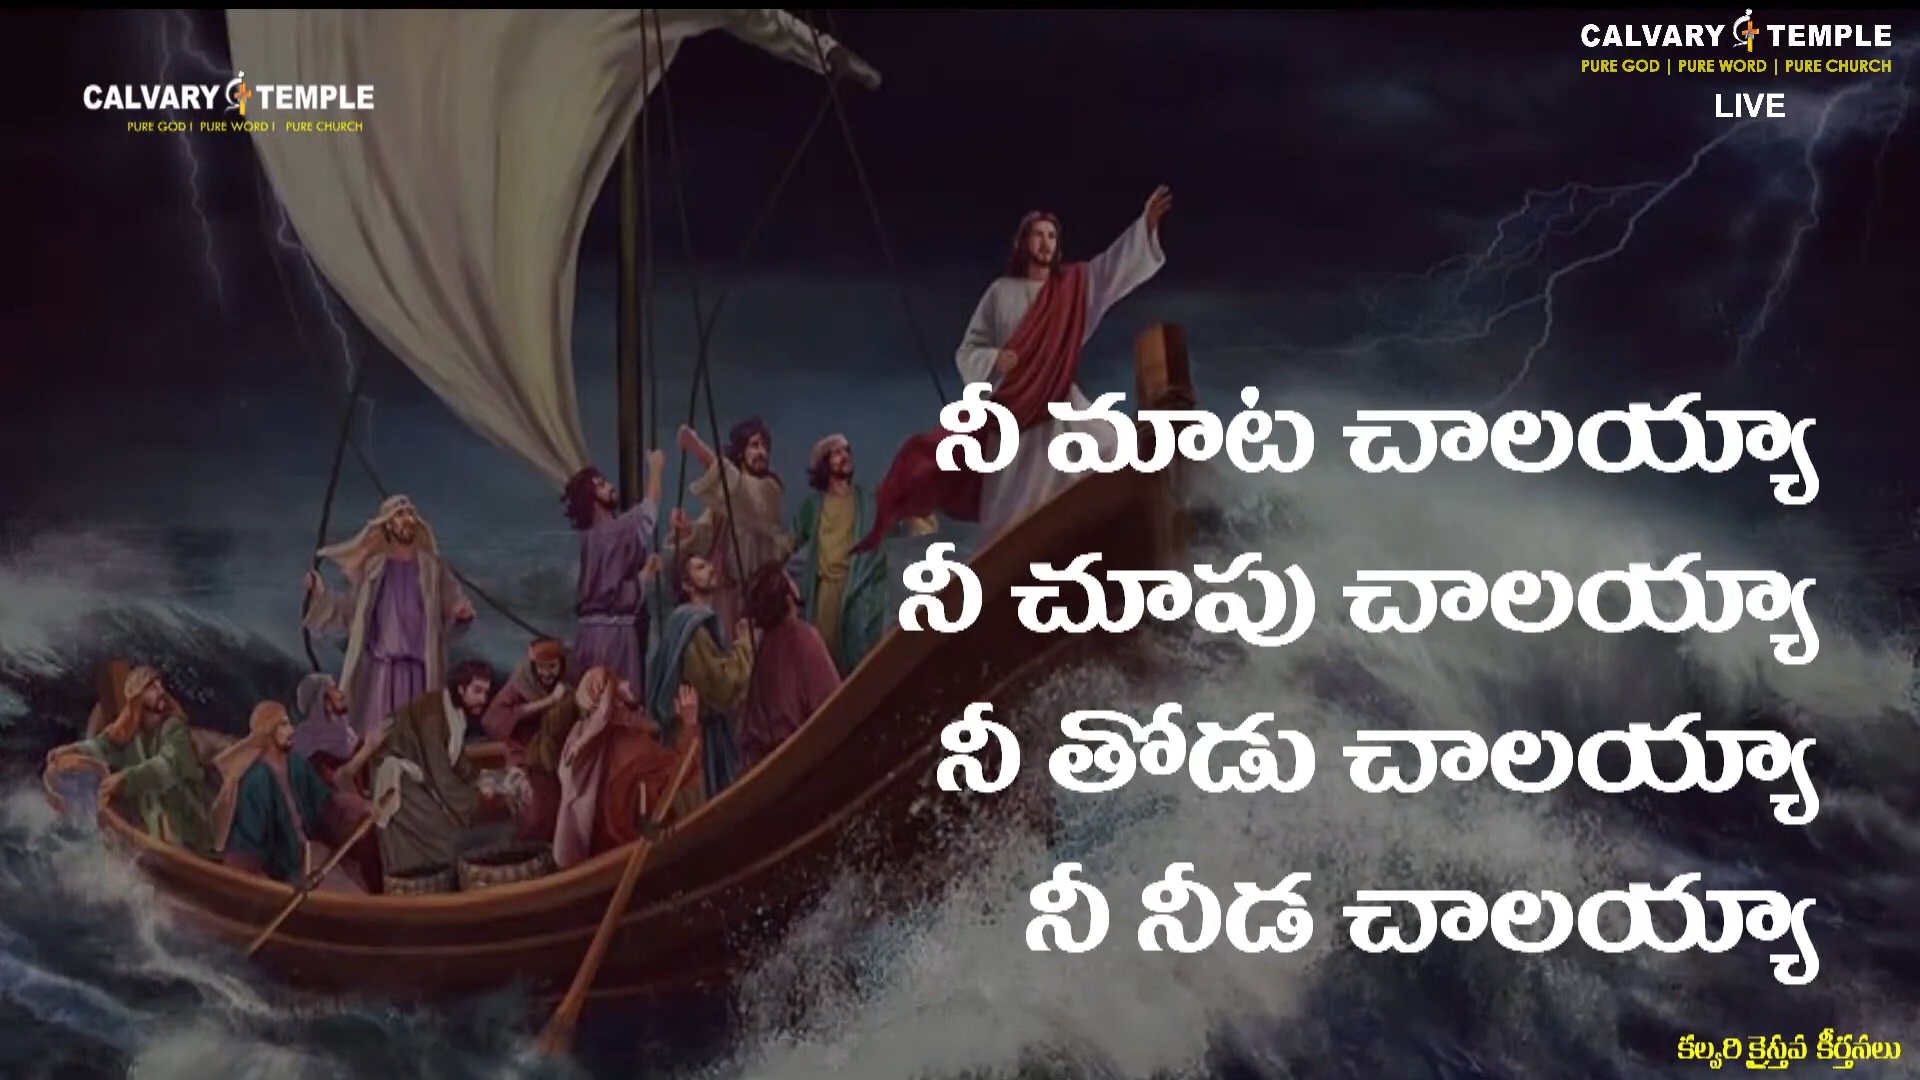 CALVARY TEMPLE
PURE GOD | PURE WORD | PURE CHURCH
CALVARY TEMPLE
PURE GOD | PURE WORD | PURE CHURCH
LIVE
నీ మాట చాలయ్యా
నీ చూపు చాలయ్యా
నీ తోడు చాలయ్యా
నీ నీడ చాలయ్యా
కల్వరి క్రైస్తవ కీర్తనలు